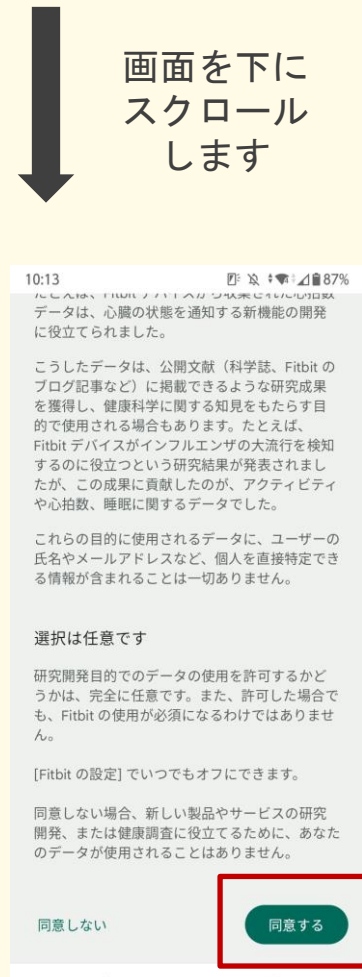 画面を下に
スクロール
します
10:13
87%
たとえば、Fitbit デバイスから収集された心拍数
データは、心臓の状態を通知する新機能の開発
に役立てられました。
こうしたデータは、公開文献（科学誌、Fitbit の
ブログ記事など）に掲載できるような研究成果
を獲得し、健康科学に関する知見をもたらす目
的で使用される場合もあります。たとえば、
Fitbit デバイスがインフルエンザの大流行を検知
するのに役立つという研究結果が発表されまし
たが、この成果に貢献したのが、アクティビティ
や心拍数、睡眠に関するデータでした。
これらの目的に使用されるデータに、ユーザーの
氏名やメールアドレスなど、個人を直接特定でき
る情報が含まれることは一切ありません。
選択は任意です
研究開発目的でのデータの使用を許可するかど
うかは、完全に任意です。また、許可した場合で
も、Fitbit の使用が必須になるわけではありませ
ん。
[Fitbit の設定] でいつでもオフにできます。
同意しない場合、新しい製品やサービスの研究
開発、または健康調査に役立てるために、あなた
のデータが使用されることはありません。
同意しない
同意する